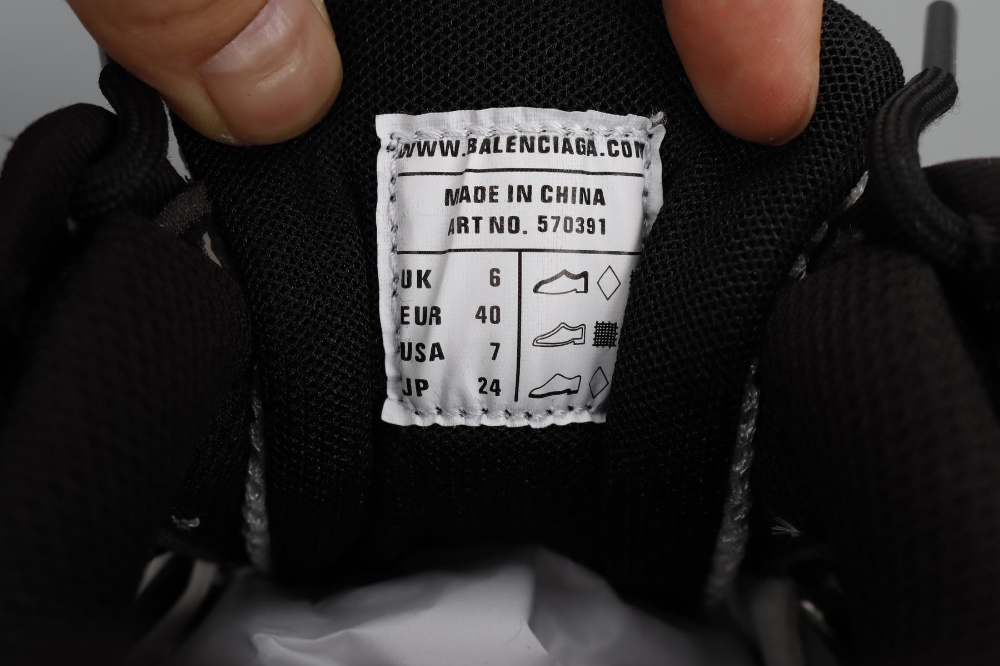 WWW.BALENCIAGA.COM
MADE IN CHINA
ART NO. 570391
UK 6
EUR 40
USA 7
JP 24